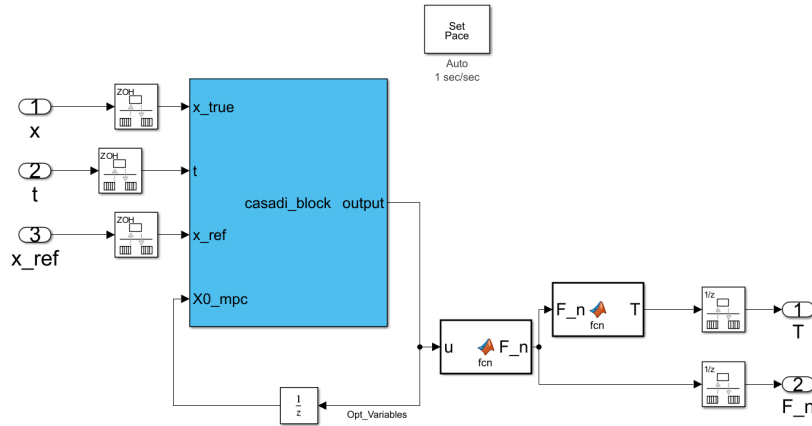 Set
Pace
Auto
1 sec/sec
1
x
ZOH
x_true
2
t
ZOH
t
casadi_block
output
3
x_ref
ZOH
x_ref
X0_mpc
F_n
T
fcn
1/z
1
T
u
F_n
fcn
1/z
2
F_n
1
z
Opt_Variables